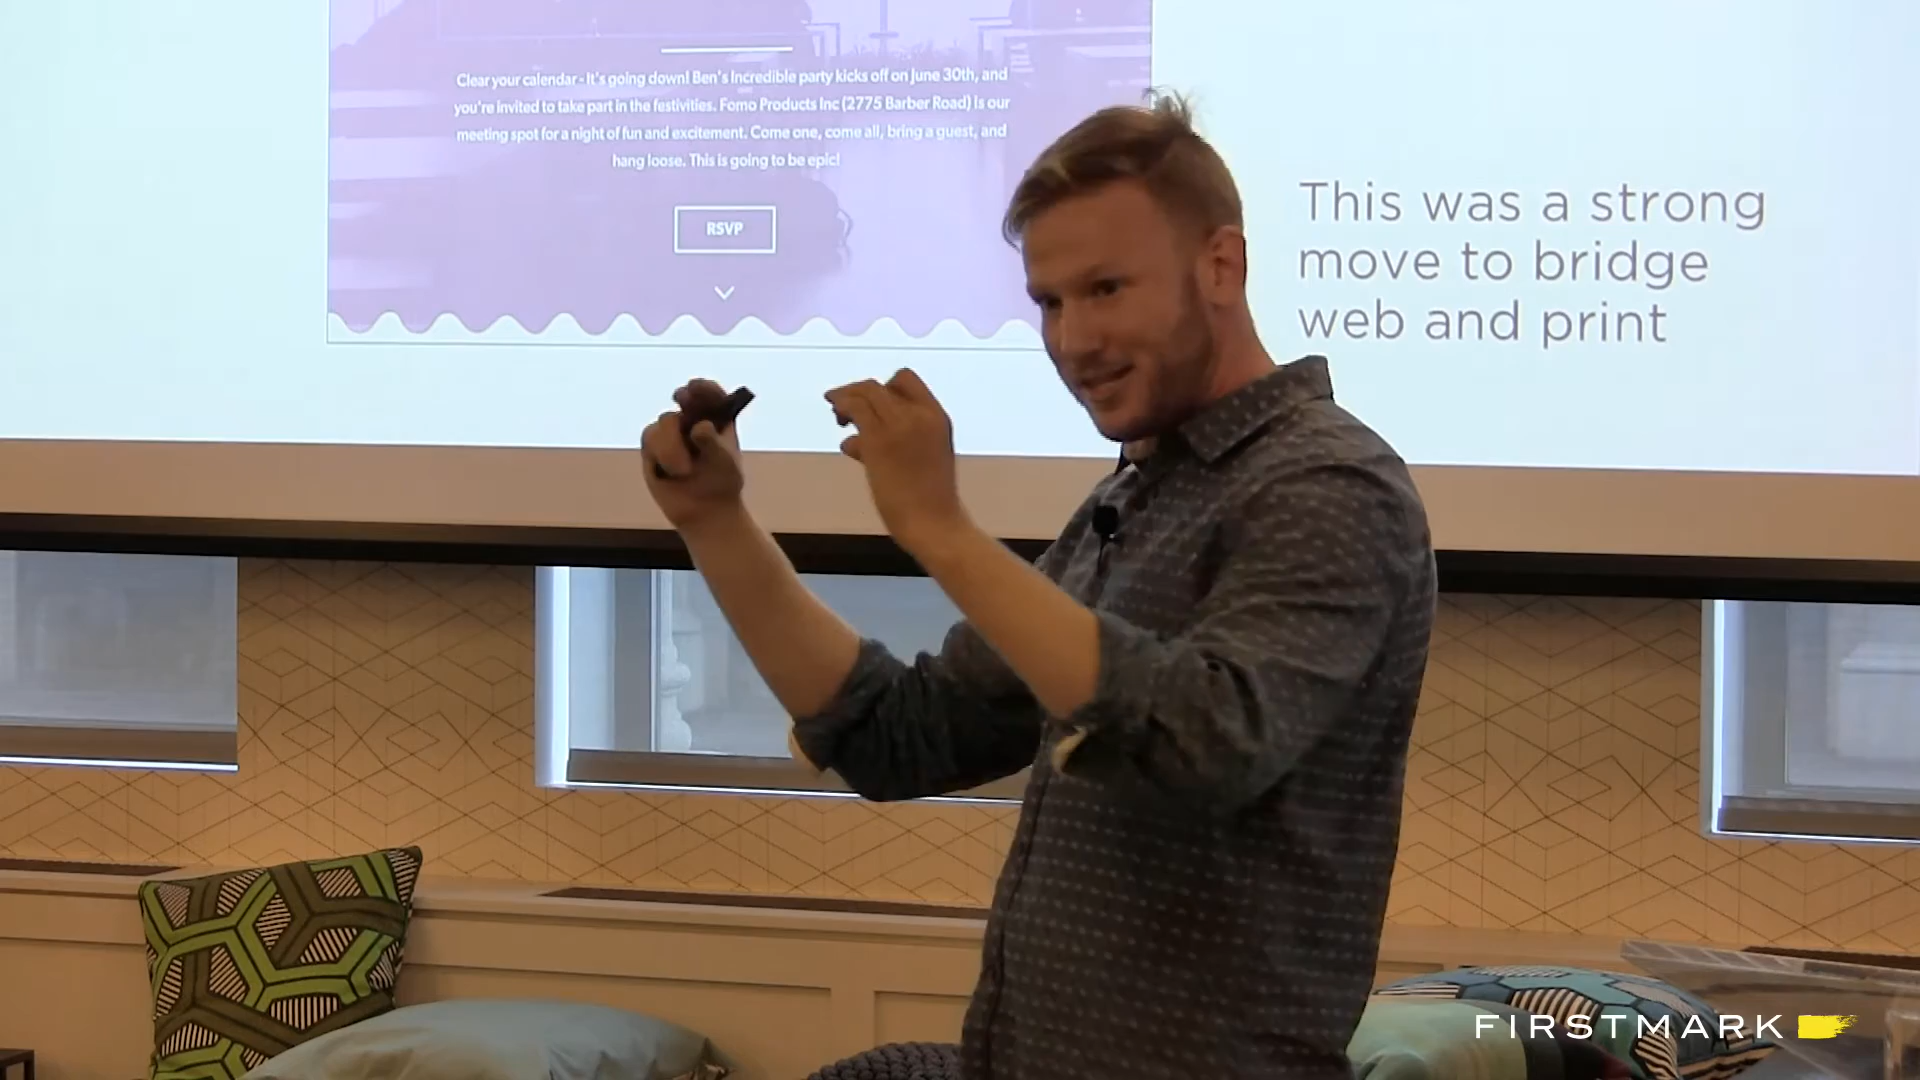 Clear your calendar - It's going down! Ben's Incredible party kicks off on June 30th, and
you're invited to take part in the festivities. Fomo Products Inc (2775 Barber Road) is our
meeting spot for a night of fun and excitement. Come one, come all, bring a guest, and
hang loose. This is going to be epic!
RSVP
This was a strong
move to bridge
web and print
FIRSTMARK